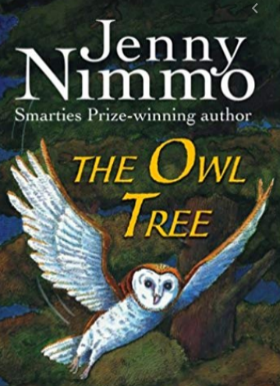 Jenny
Nimmo
Smarties Prize-winning author
THE OWL
TREE